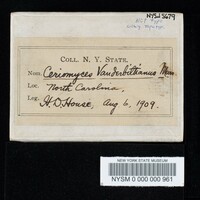 NYSM 5679
COLL. N. Y. STATE.
Nom. Ceriomyces Vanderbiltianus Murr.
Loc. North Carolina,
Leg. H. D. House, Aug 6, 1909.
NEW YORK STATE MUSEUM
NYSM 0 000 000 961